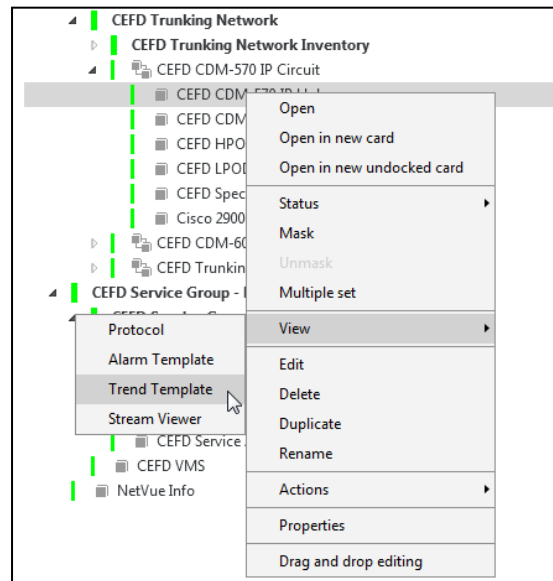 CEFD Trunking Network
CEFD Trunking Network Inventory
CEFD CDM-570 IP Circuit
CEFD CDM-570 IP
CEFD CDM
CEFD HPO
CEFD LPO
CEFD Spec
Cisco 2900
CEFD CDM-60
CEFD Trunkin
CEFD Service Group -
Open
Open in new card
Open in new undocked card
Status
Mask
Unmask
Multiple set
View
Edit
Delete
Duplicate
Rename
Actions
Properties
Drag and drop editing
Protocol
Alarm Template
Trend Template
Stream Viewer
CEFD Service
CEFD VMS
NetVue Info